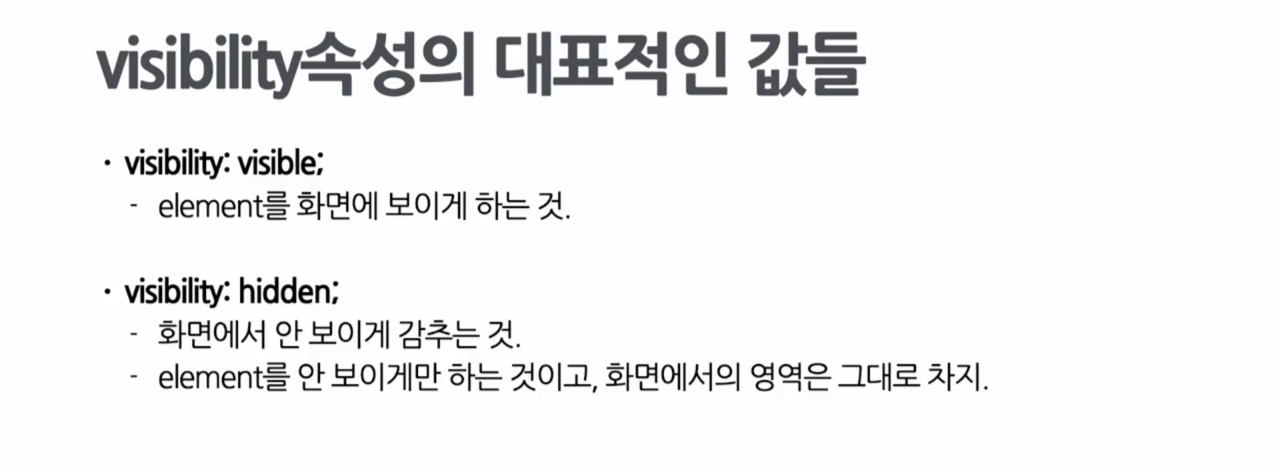 visibility속성의 대표적인 값들
• visibility: visible;
- element를 화면에 보이게 하는 것.
• visibility: hidden;
- 화면에서 안 보이게 감추는 것.
- element를 안 보이게만 하는 것이고, 화면에서의 영역은 그대로 차지.